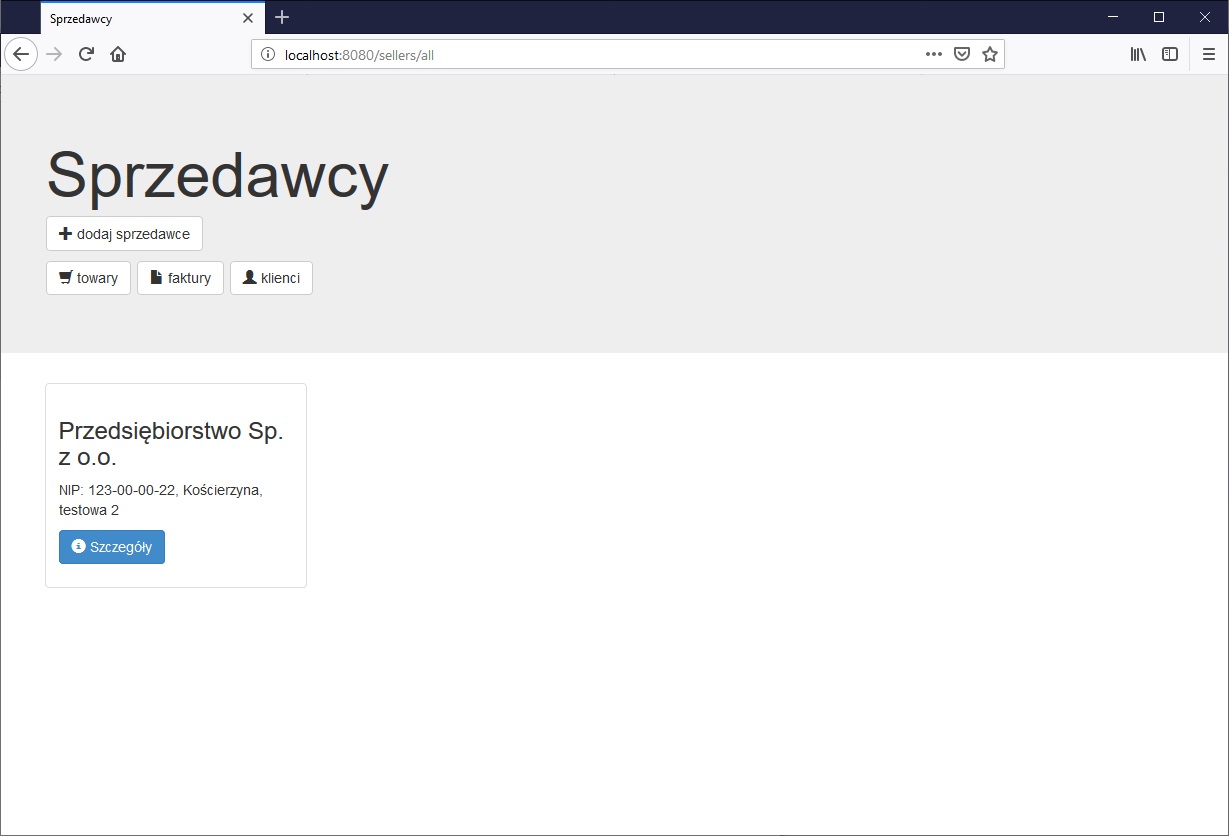 Sprzedawcy
localhost:8080/sellers/all
Sprzedawcy
dodaj sprzedawce
towary faktury klienci
Przedsiębiorstwo Sp.
z o.o.
NIP: 123-00-00-22, Kościerzyna,
testowa 2
Szczegóły